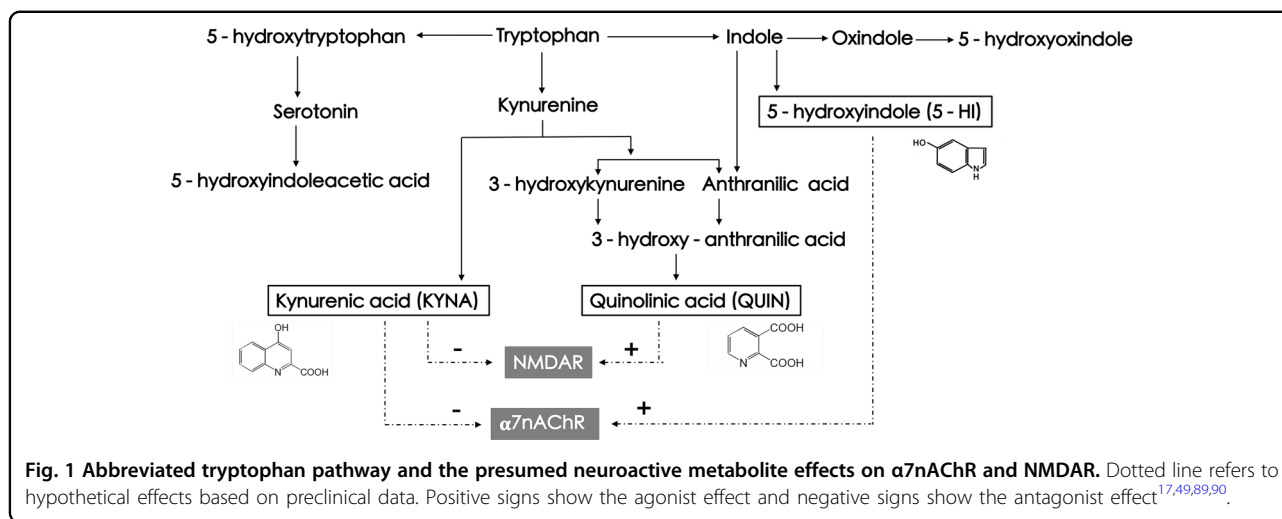 5 - hydroxytryptophan Tryptophan Indole Oxindole 5 - hydroxyoxindole
Serotonin Kynurenine 5 - hydroxyindole (5 - HI)
HO
N
H
5 - hydroxyindoleacetic acid 3 - hydroxykynurenine Anthranilic acid
3 - hydroxy - anthranilic acid
Kynurenic acid (KYNA) Quinolinic acid (QUIN)
OH
N COOH
COOH
N COOH
- NMDAR +
- α7nAChR +
Fig. 1 Abbreviated tryptophan pathway and the presumed neuroactive metabolite effects on α7nAChR and NMDAR. Dotted line refers to
hypothetical effects based on preclinical data. Positive signs show the agonist effect and negative signs show the antagonist effect17,49,89,90.